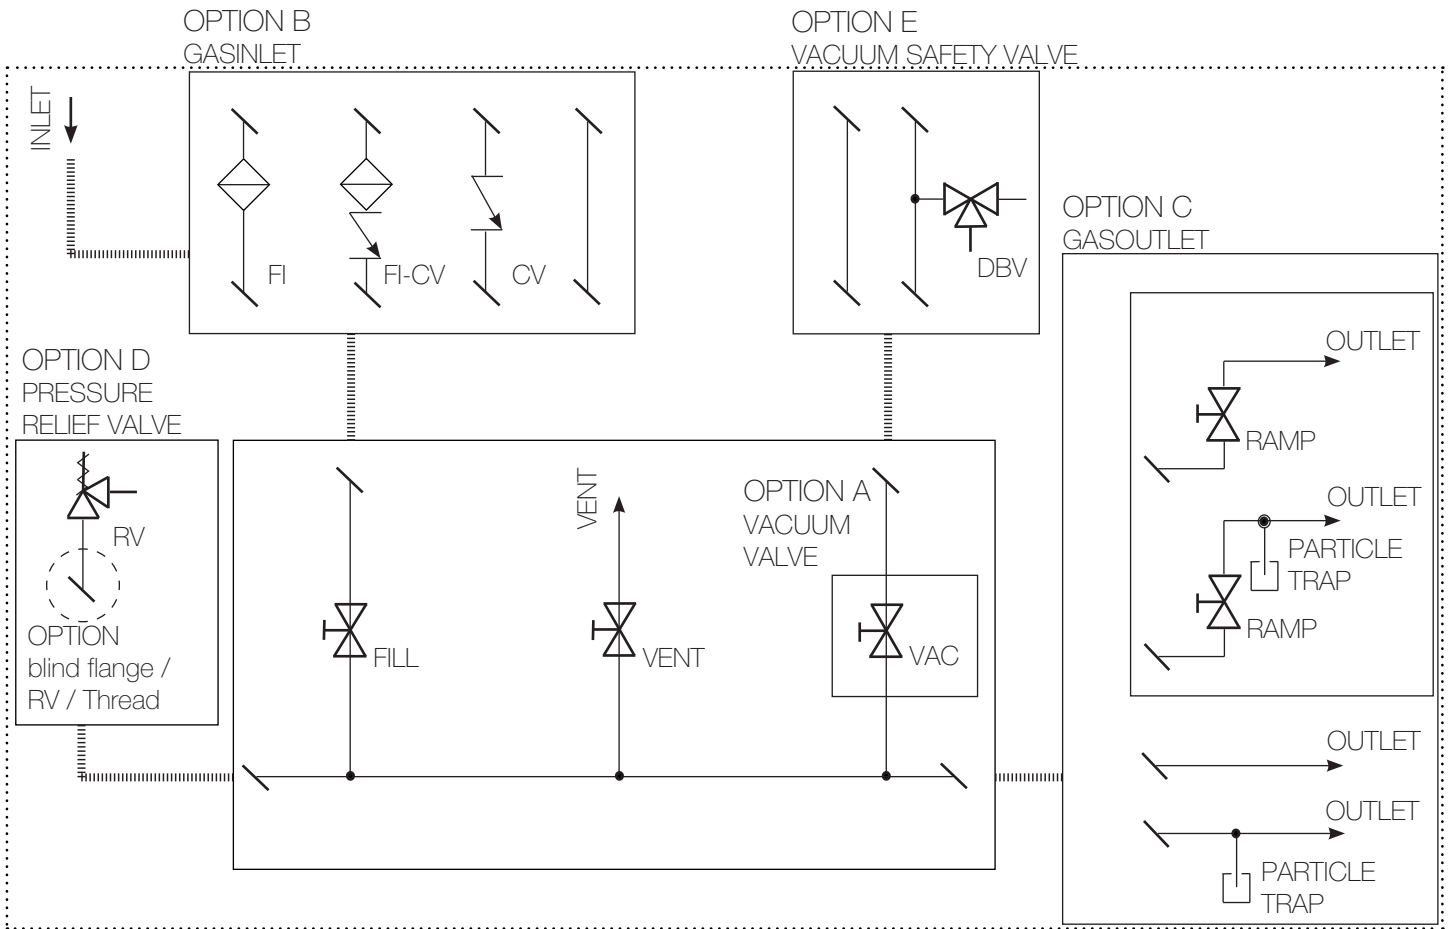 OPTION B
GASINLET
OPTION E
VACUUM SAFETY VALVE
INLET
FI
FI-CV
CV
DBV
OPTION C
GASOUTLET
OUTLET
RAMP
OUTLET
PARTICLE
TRAP
RAMP
OUTLET
OUTLET
PARTICLE
TRAP
OPTION D
PRESSURE
RELIEF VALVE
RV
OPTION
blind flange /
RV / Thread
FILL
VENT
VENT
OPTION A
VACUUM
VALVE
VAC